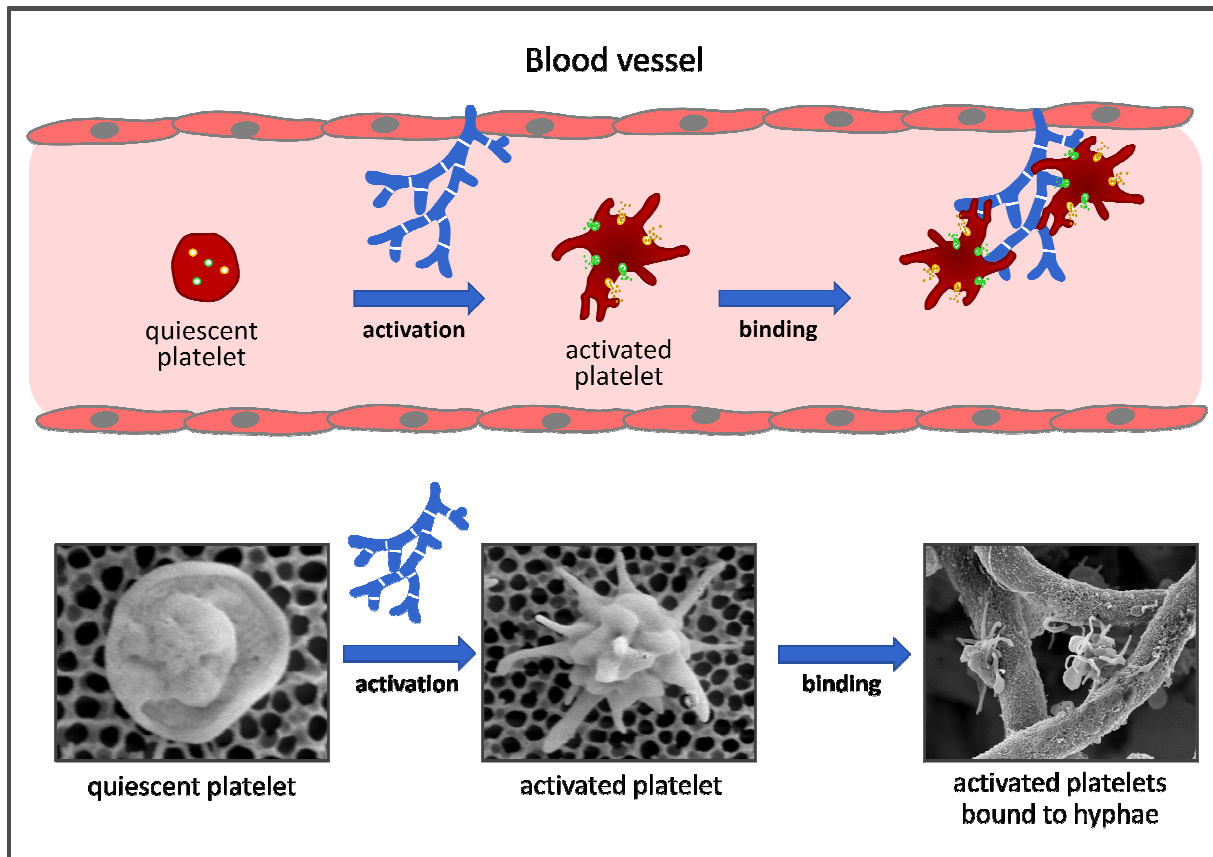 Blood vessel
quiescent
platelet
activation
activated
platelet
binding
activation
binding
quiescent platelet
activated platelet
activated platelets
bound to hyphae